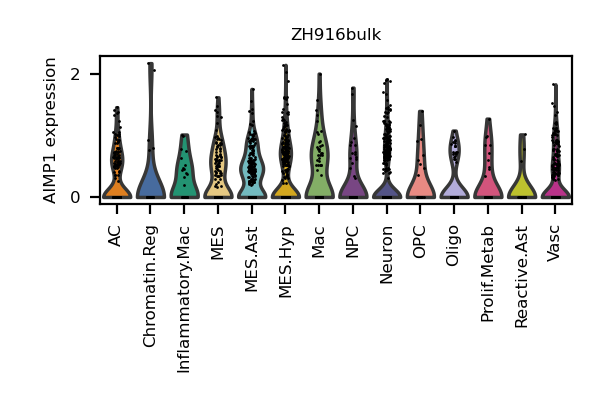 ZH916bulk
AIMP1 expression
2
0
AC
Chromatin.Reg
Inflammatory.Mac
MES
MES.Ast
MES.Hyp
Mac
NPC
Neuron
OPC
Oligo
Prolif.Metab
Reactive.Ast
Vasc